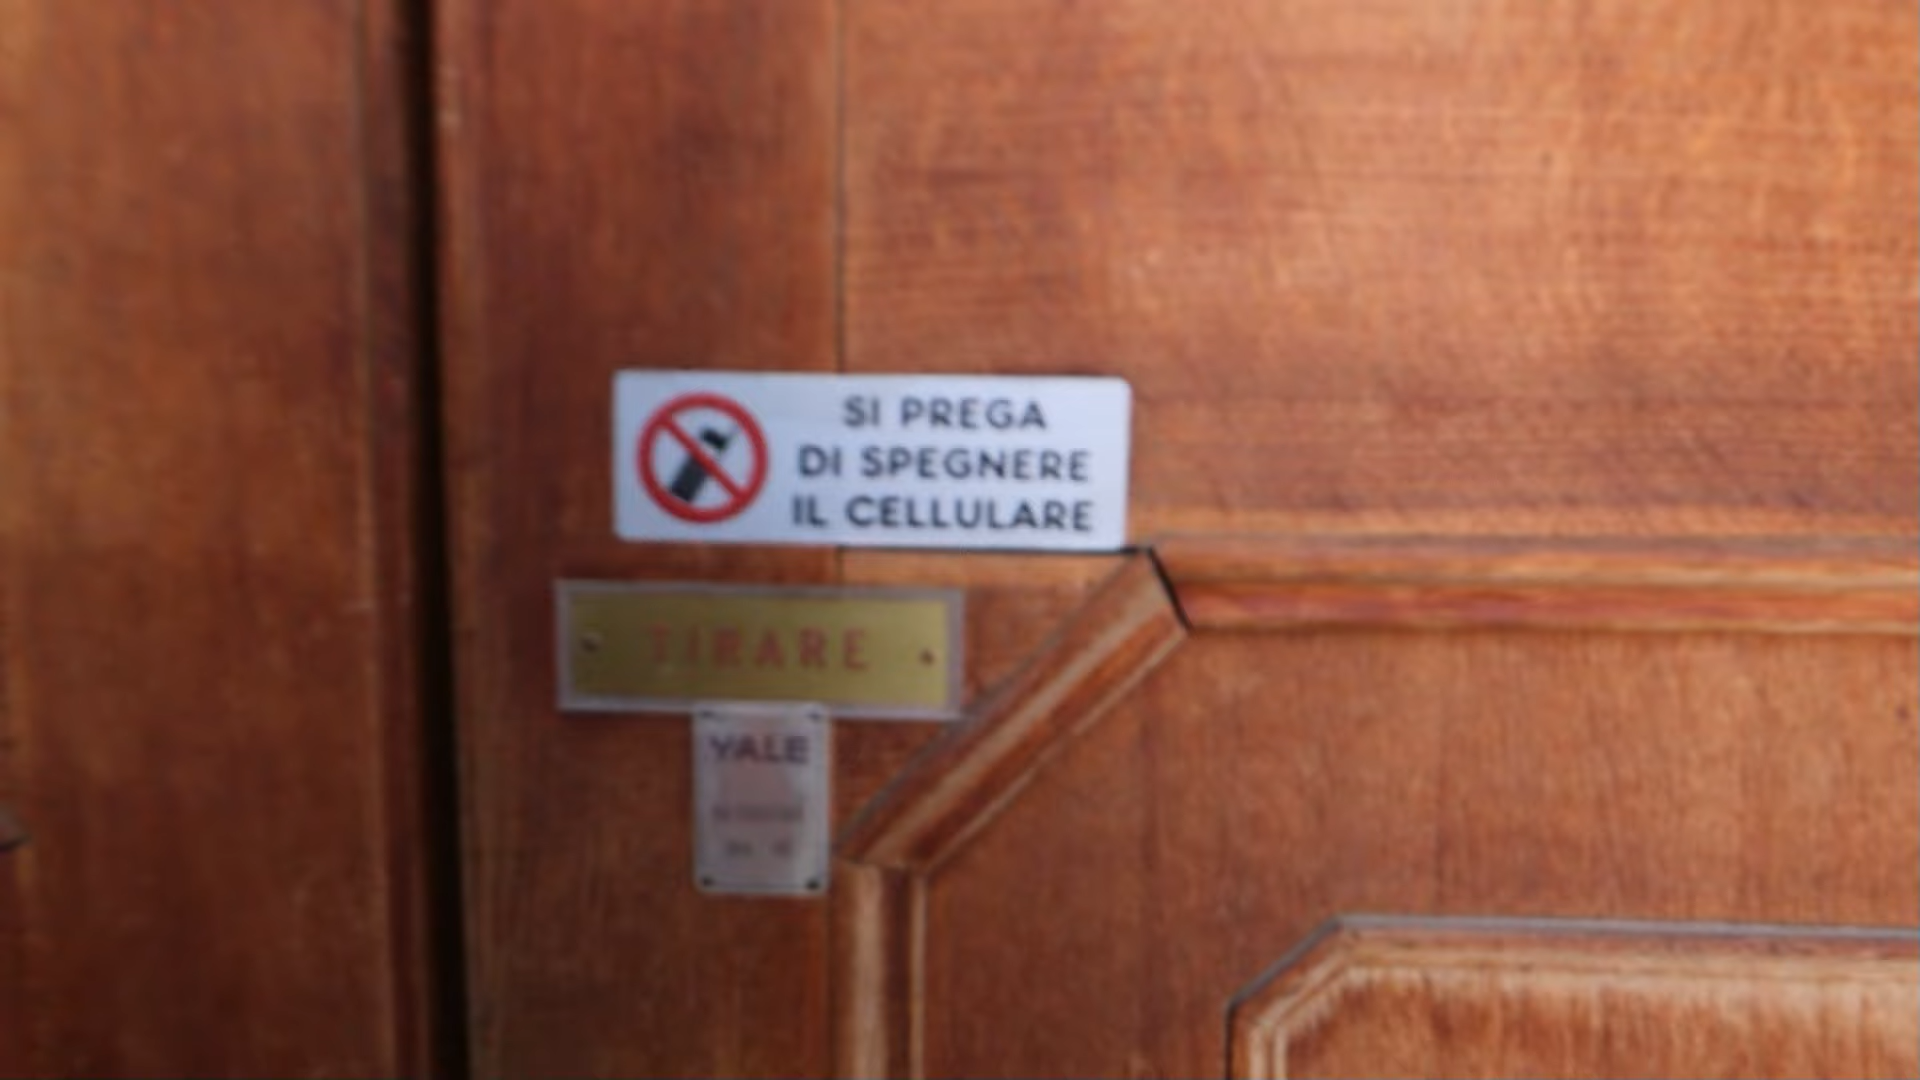 SI PREGA
DI SPEGNERE
IL CELLULARE
TIRARE
YALE